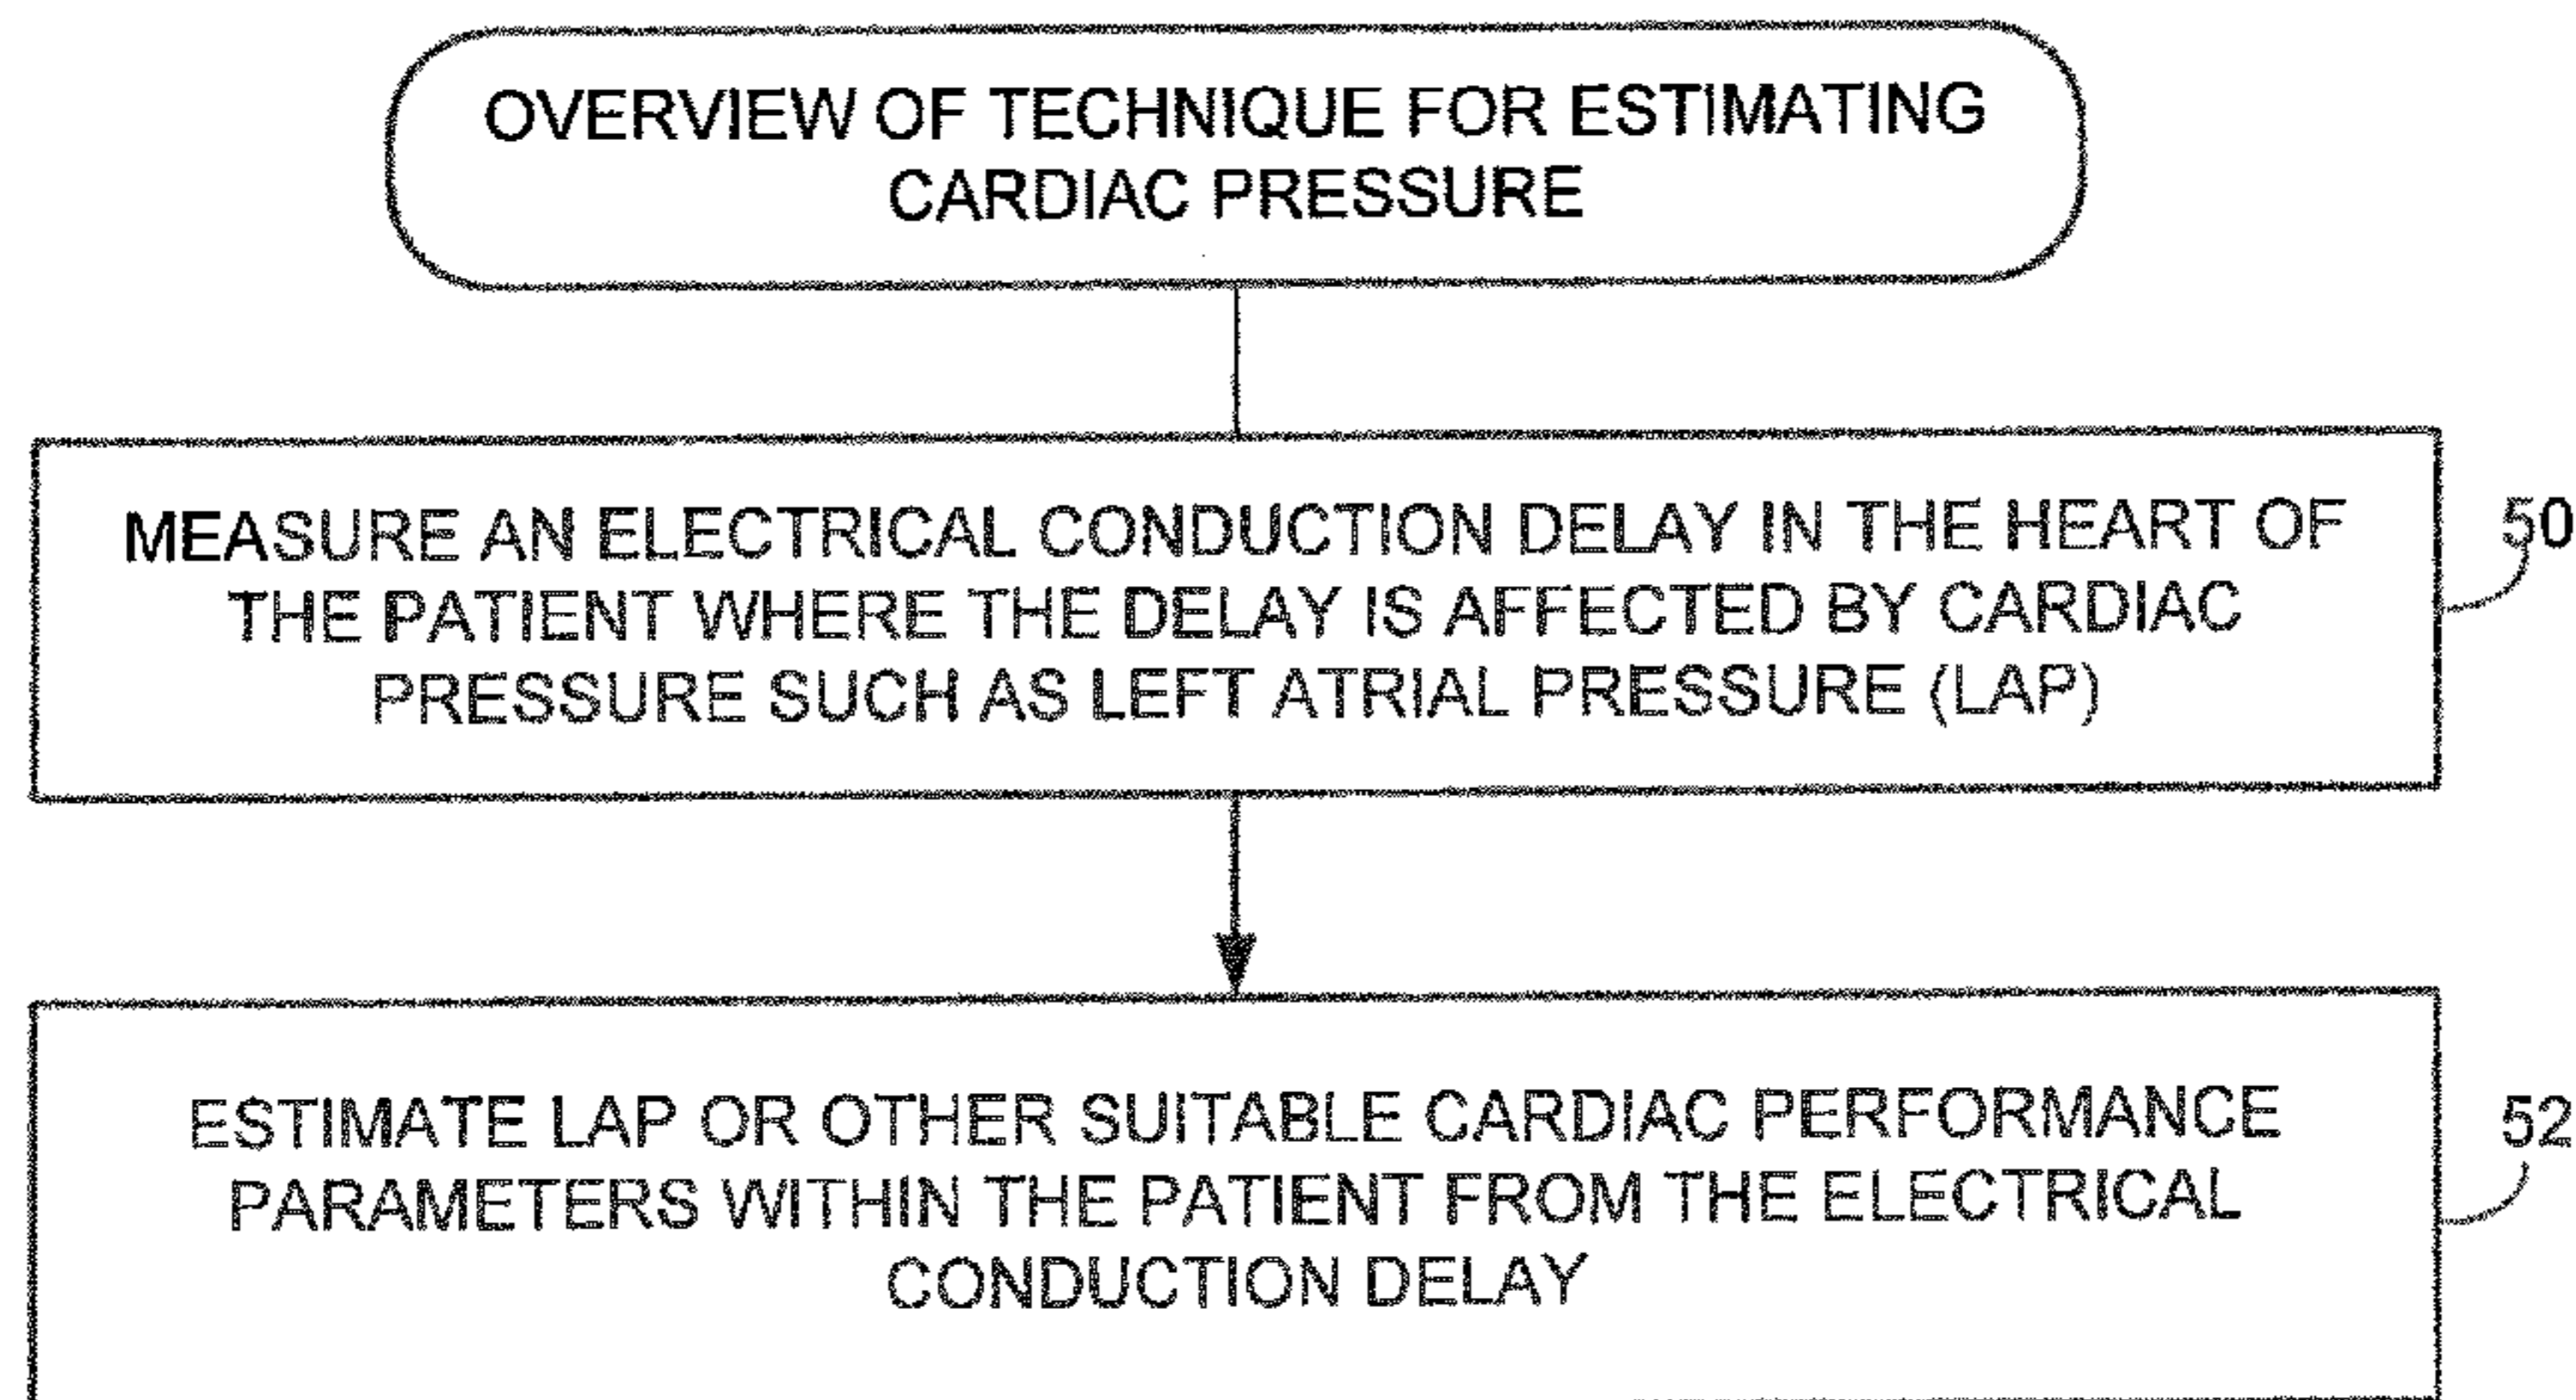 OVERVIEW OF TECHNIQUE FOR ESTIMATING
CARDIAC PRESSURE
MEASURE AN ELECTRICAL CONDUCTION DELAY IN THE HEART OF
THE PATIENT WHERE THE DELAY IS AFFECTED BY CARDIAC
PRESSURE SUCH AS LEFT ATRIAL PRESSURE (LAP)
50
ESTIMATE LAP OR OTHER SUITABLE CARDIAC PERFORMANCE
PARAMETERS WITHIN THE PATIENT FROM THE ELECTRICAL
CONDUCTION DELAY
52